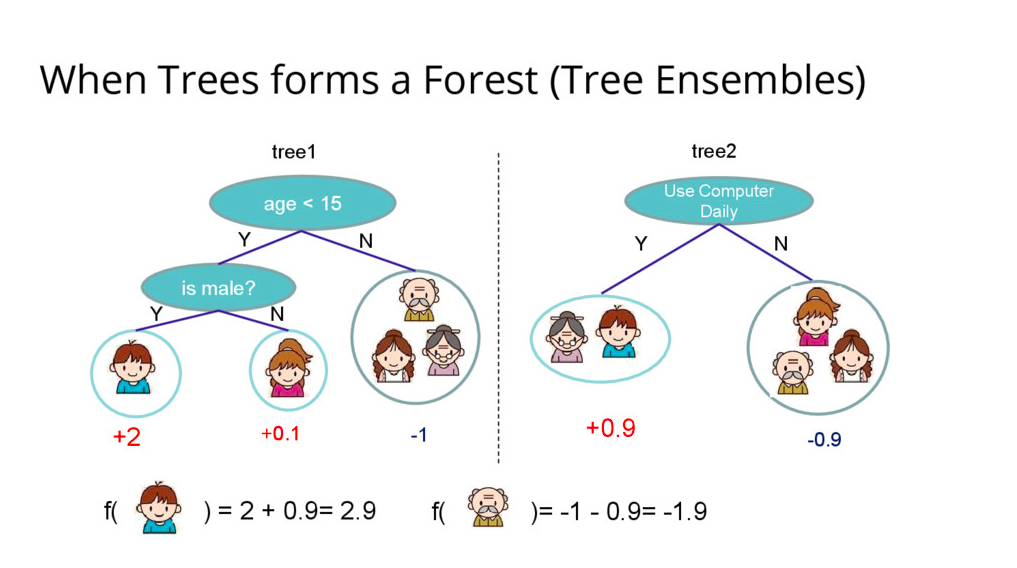 When Trees forms a Forest (Tree Ensembles)
tree1
age < 15
Y
N
is male?
Y
N
+2
+0.1
-1
tree2
Use Computer
Daily
Y
N
+0.9
-0.9
f( ) = 2 + 0.9= 2.9
f( )= -1 - 0.9= -1.9